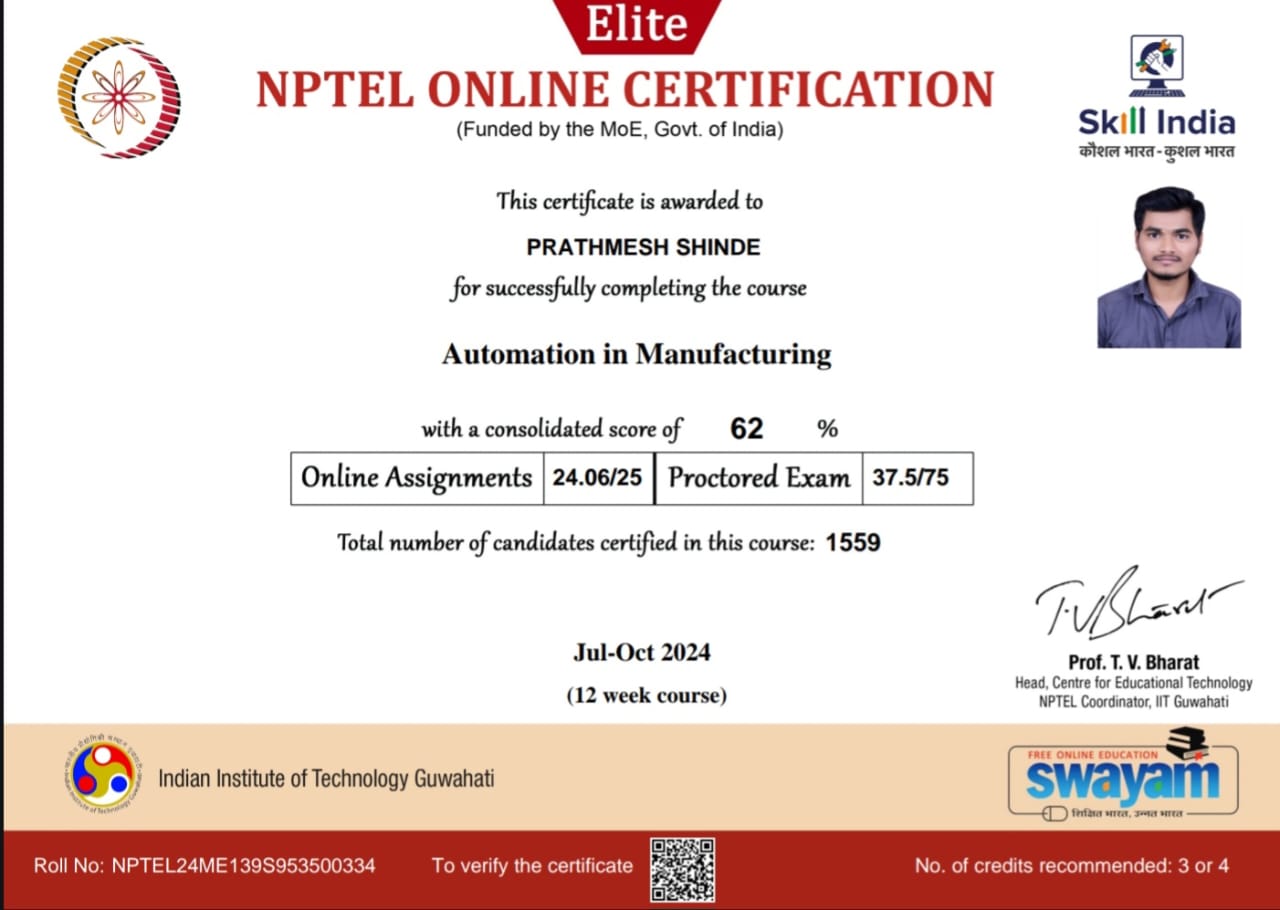 Elite
NPTEL ONLINE CERTIFICATION
(Funded by the MoE, Govt. of India)
Skill India
कौशल भारत - कुशल भारत
This certificate is awarded to
PRATHMESH SHINDE
for successfully completing the course
Automation in Manufacturing
with a consolidated score of 62 %
Online Assignments 24.06/25 Proctored Exam 37.5/75
Total number of candidates certified in this course: 1559
Jul-Oct 2024
(12 week course)
T.V.Bharat
Prof. T. V. Bharat
Head, Centre for Educational Technology
NPTEL Coordinator, IIT Guwahati
Indian Institute of Technology Guwahati
Indian Institute of Technology Guwahati
FREE ONLINE EDUCATION
swayam
शिक्षित भारत, उन्नत भारत
Roll No: NPTEL24ME139S953500334 To verify the certificate No. of credits recommended: 3 or 4